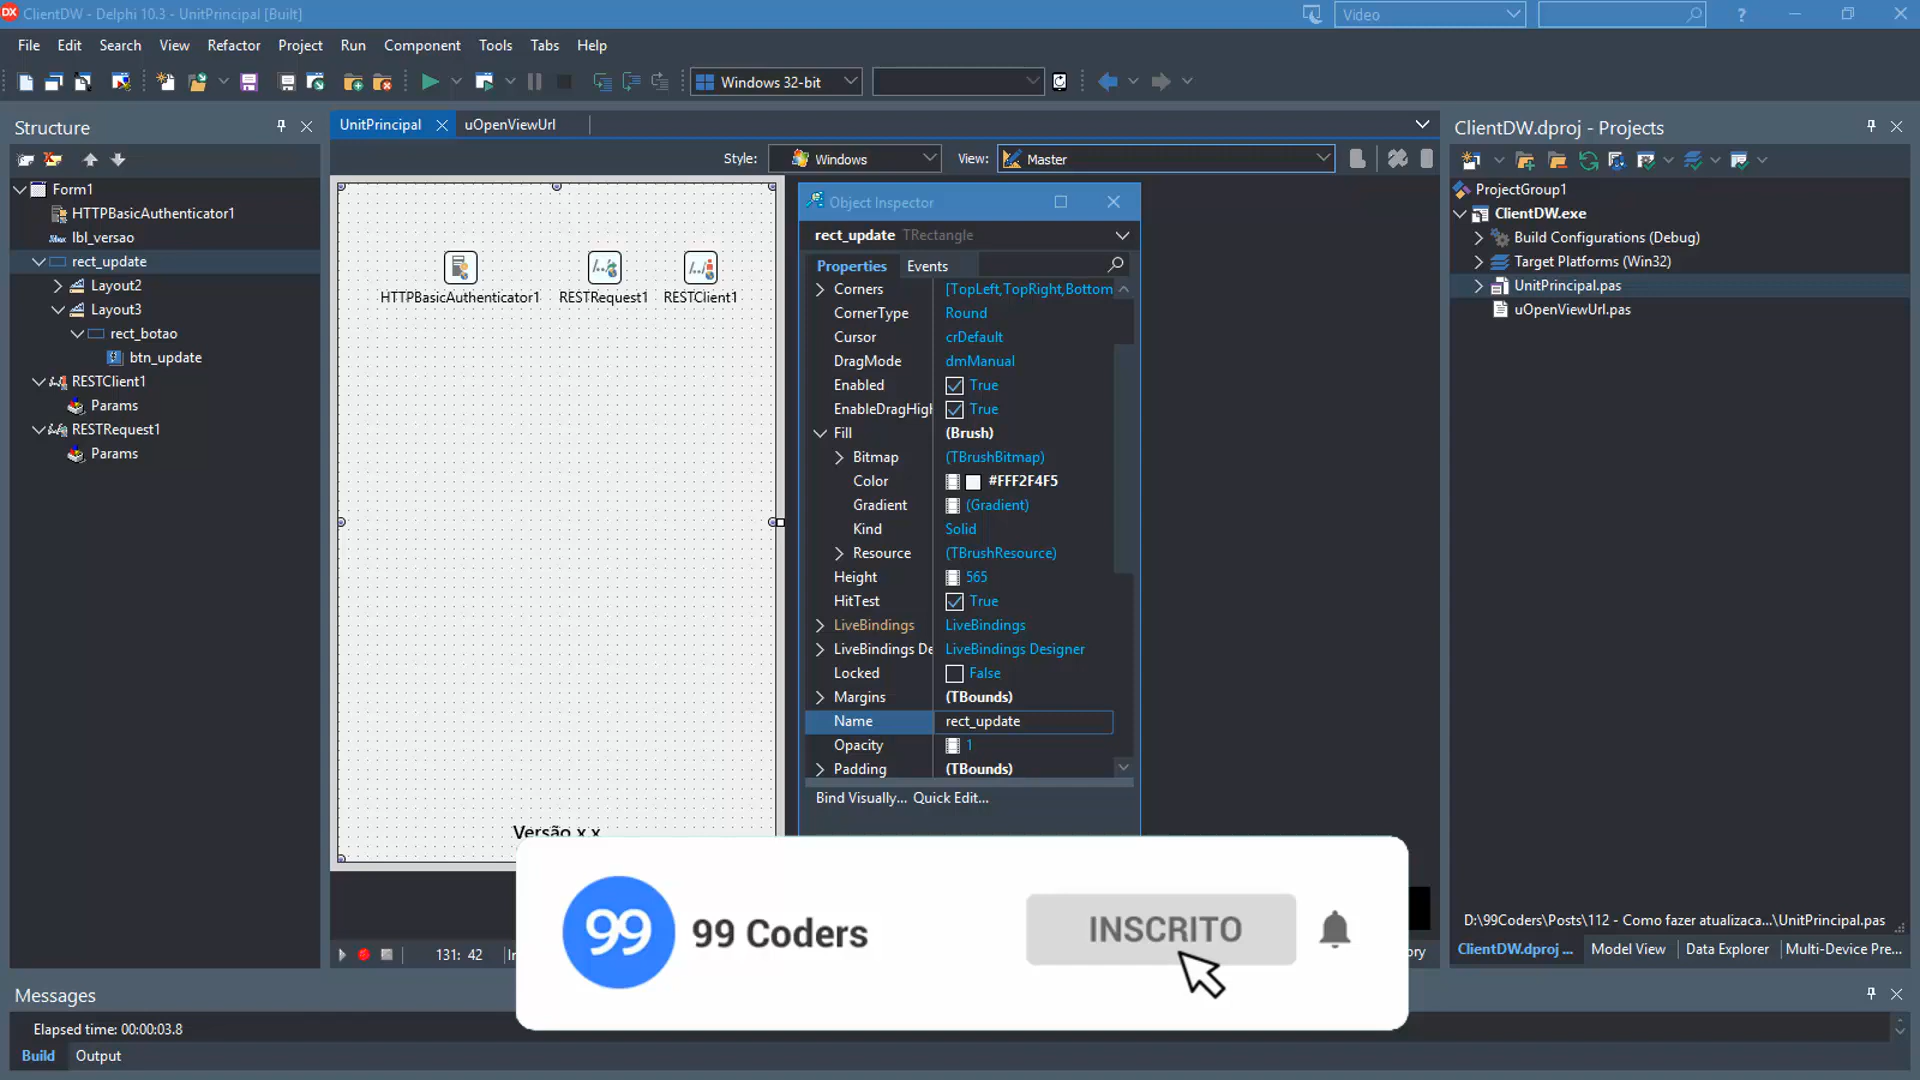 DX ClientDW - Delphi 10.3 - UnitPrincipal [Built]
Video
?
File Edit Search View Refactor Project Run Component Tools Tabs Help
Windows 32-bit
Structure
UnitPrincipal
uOpenViewUrl
ClientDW.dproj - Projects
Style:
Windows
View:
Master
Form1
HTTPBasicAuthenticator1
lbl_versao
rect_update
Layout2
Layout3
rect_botao
btn_update
RESTClient1
Params
RESTRequest1
Params
HTTPBasicAuthenticator1
RESTRequest1
RESTClient1
Versão x.x
Object Inspector
rect_update TRectangle
Properties
Events
Corners [TopLeft,TopRight,Bottom
CornerType Round
Cursor crDefault
DragMode dmManual
Enabled True
EnableDragHigh True
Fill (Brush)
Bitmap (TBrushBitmap)
Color #FFF2F4F5
Gradient (Gradient)
Kind Solid
Resource (TBrushResource)
Height 565
HitTest True
LiveBindings LiveBindings
LiveBindings De LiveBindings Designer
Locked False
Margins (TBounds)
Name rect_update
Opacity 1
Padding (TBounds)
Bind Visually... Quick Edit...
ProjectGroup1
ClientDW.exe
Build Configurations (Debug)
Target Platforms (Win32)
UnitPrincipal.pas
uOpenViewUrl.pas
D:\99Coders\Posts\112 - Como fazer atualizaca...\UnitPrincipal.pas
ClientDW.dproj ... Model View Data Explorer Multi-Device Pre...
131: 42
ory
99
99 Coders
INSCRITO
Messages
Elapsed time: 00:00:03.8
Build Output